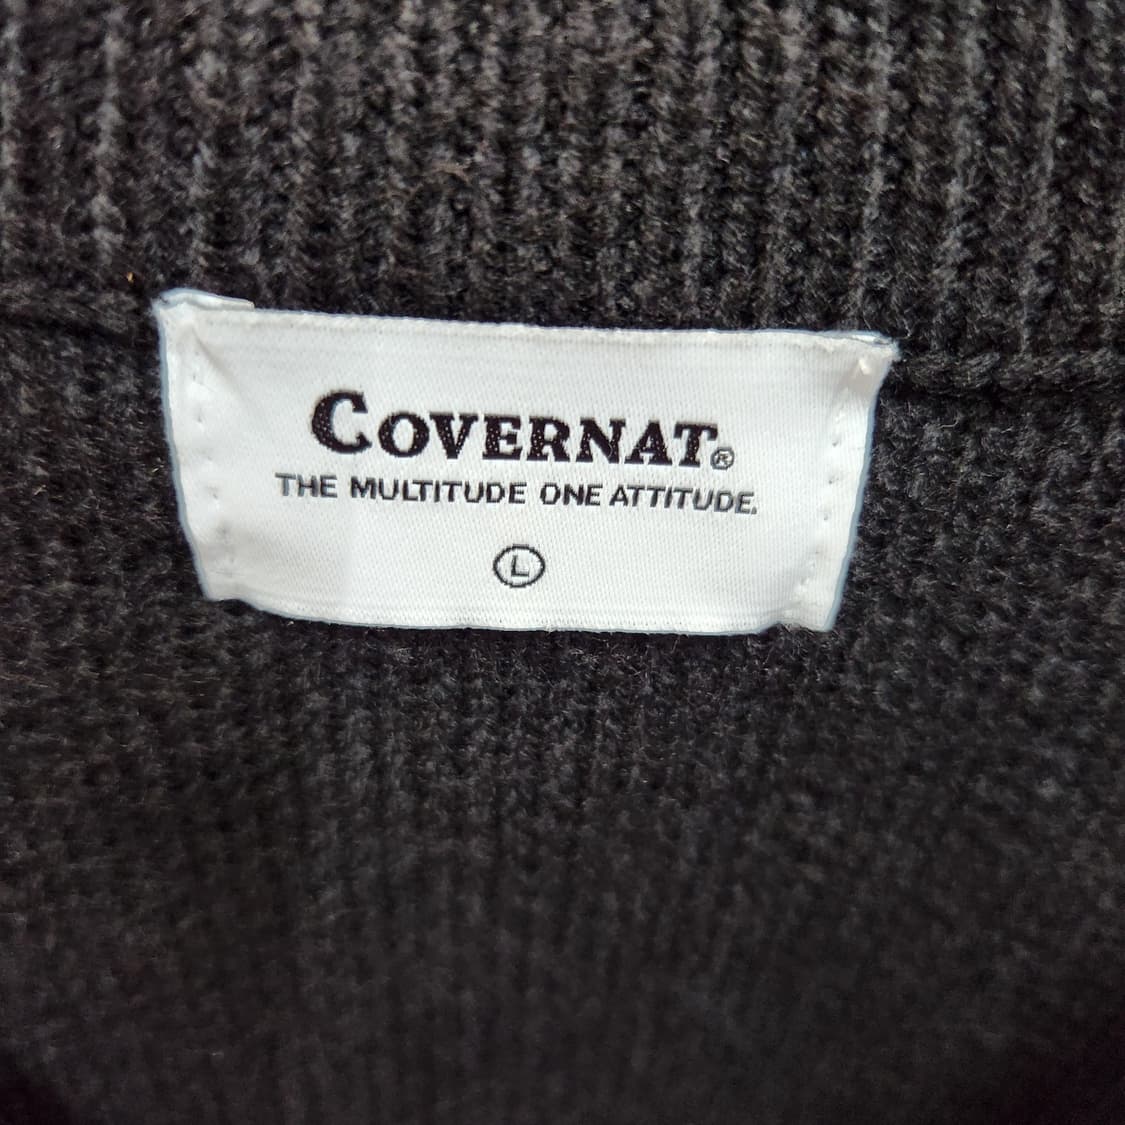 COVERNAT®
THE MULTITUDE ONE ATTITUDE.
L